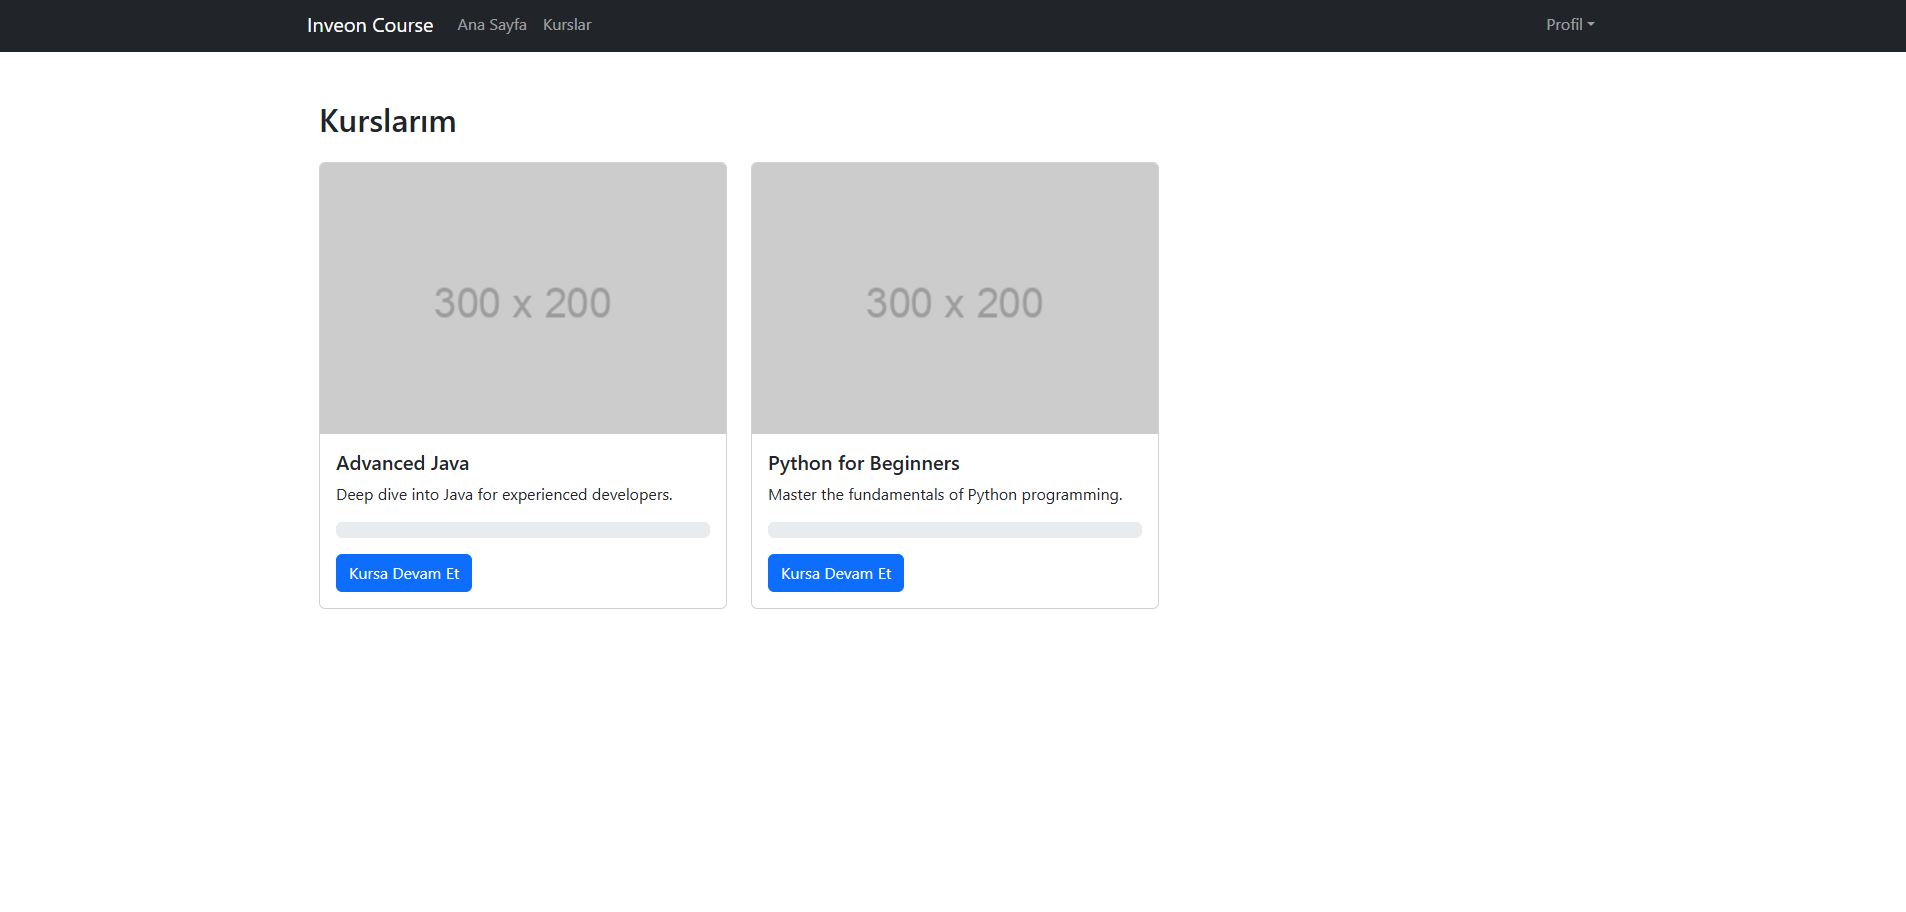 Inveon Course Ana Sayfa Kurslar Profil
Kurslarım
300 x 200
300 x 200
Advanced Java
Deep dive into Java for experienced developers.
Kursa Devam Et
Python for Beginners
Master the fundamentals of Python programming.
Kursa Devam Et